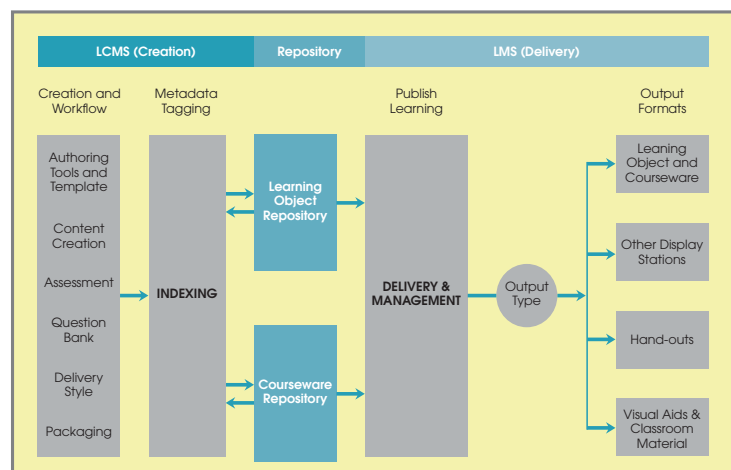 LCMS (Creation)
Repository
LMS (Delivery)
Creation and
Workflow
Metadata
Tagging
Publish
Learning
Output
Formats
Authoring
Tools and
Template
Content
Creation
Assessment
Question
Bank
Delivery
Style
Packaging
INDEXING
Learning
Object
Repository
Courseware
Repository
DELIVERY &
MANAGEMENT
Output
Type
Leaning
Object and
Courseware
Other Display
Stations
Hand-outs
Visual Aids &
Classroom
Material